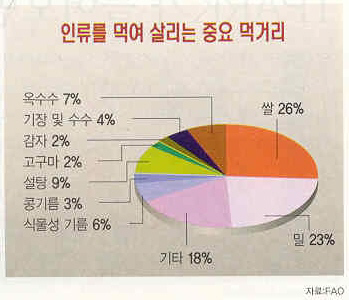 인류를 먹여 살리는 중요 먹거리
옥수수 7%
기장 및 수수 4%
감자 2%
고구마 2%
설탕 9%
콩기름 3%
식물성 기름 6%
쌀 26%
밀 23%
기타 18%
자료:FAO